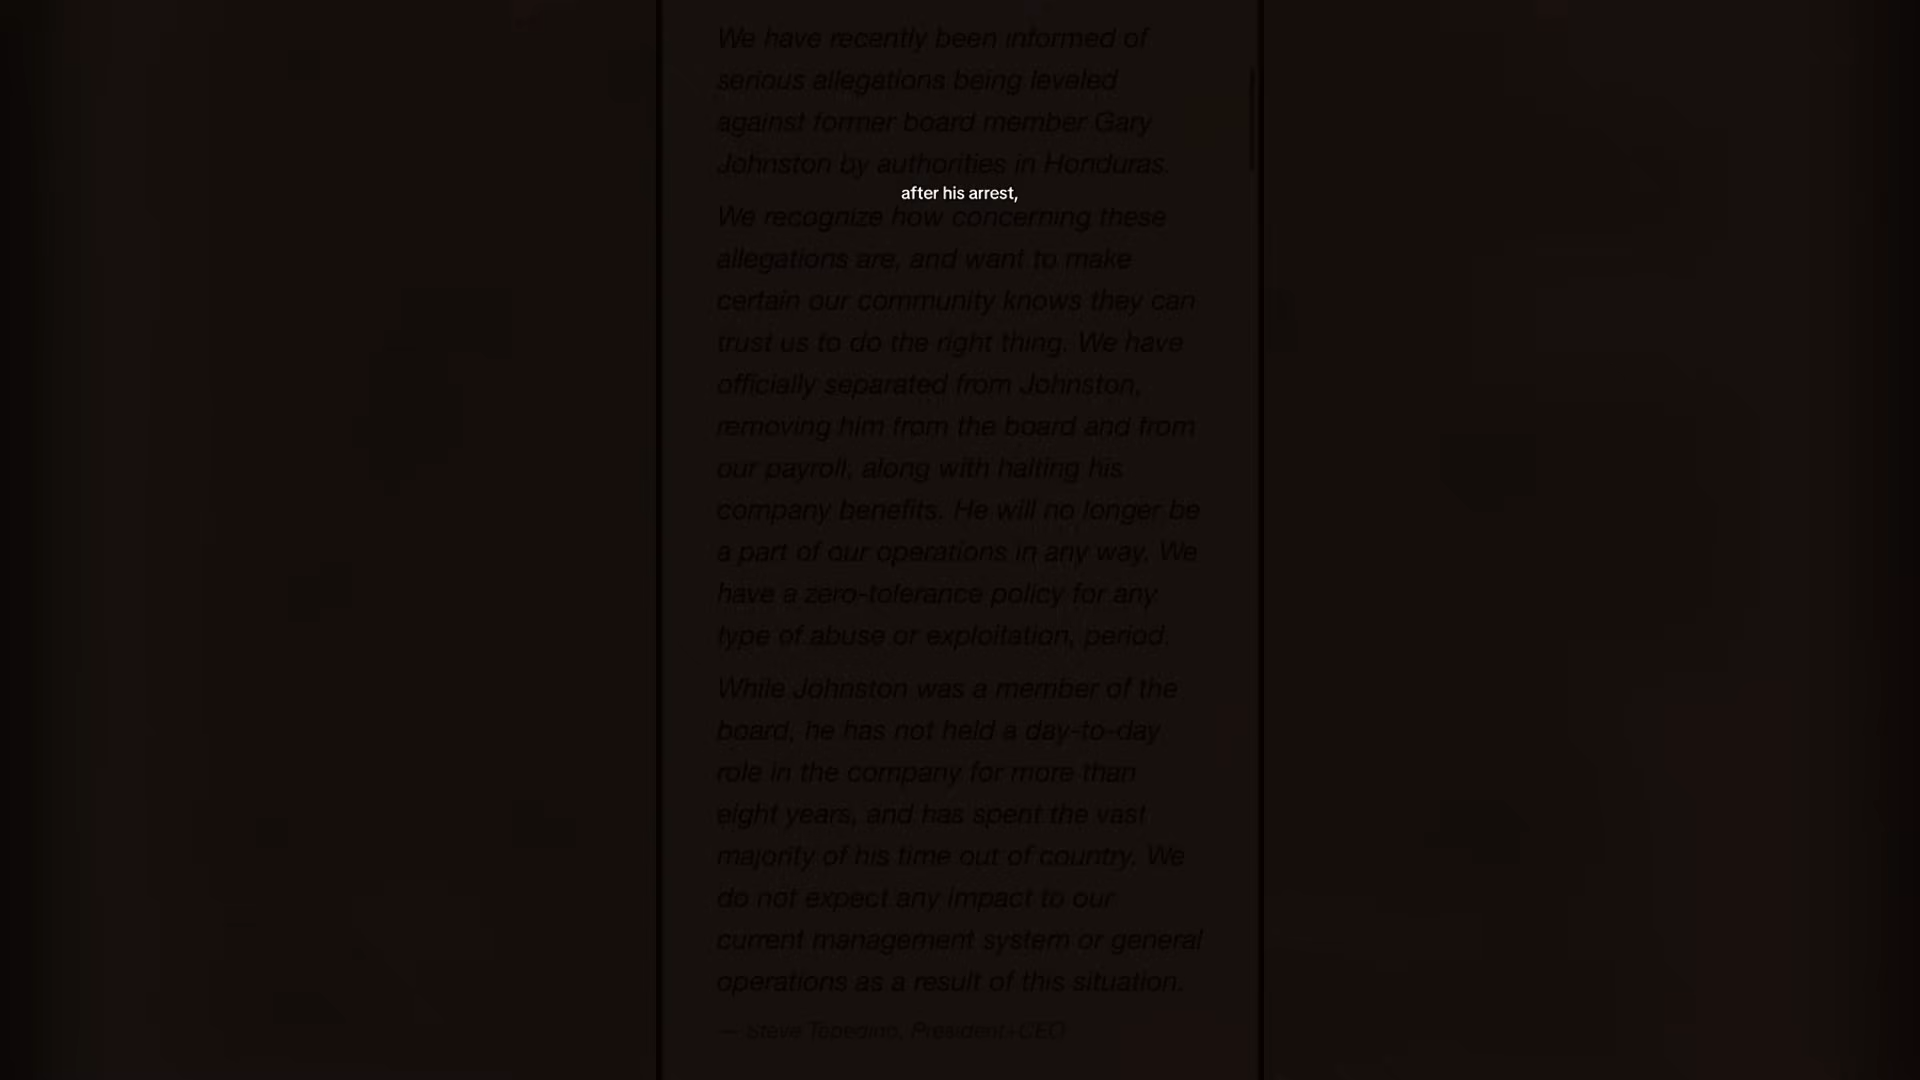 We have recently been informed of
serious allegations being leveled
against former board member Gary
Johnston by authorities in Honduras.
after his arrest,
We recognize how concerning these
allegations are, and want to make
certain our community knows they can
trust us to do the right thing. We have
officially separated from Johnston,
removing him from the board and from
our payroll, along with halting his
company benefits. He will no longer be
a part of our operations in any way. We
have a zero-tolerance policy for any
type of abuse or exploitation, period.
While Johnston was a member of the
board, he has not held a day-to-day
role in the company for more than
eight years, and has spent the vast
majority of his time out of country. We
do not expect any impact to our
current management system or general
operations as a result of this situation.
— Steve President+CEO